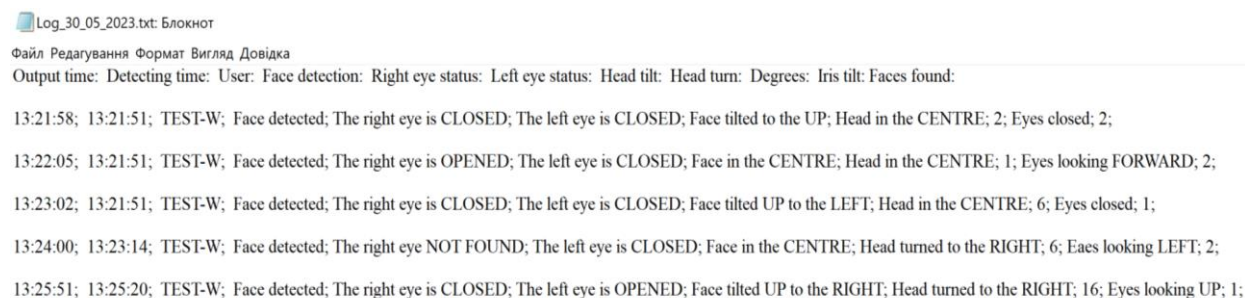 Log_30_05_2023.txt: Блокнот
Файл Редагування Формат Вигляд Довідка
Output time: Detecting time: User: Face detection: Right eye status: Left eye status: Head tilt: Head turn: Degrees: Iris tilt: Faces found:
13:21:58; 13:21:51; TEST-W; Face detected; The right eye is CLOSED; The left eye is CLOSED; Face tilted to the UP; Head in the CENTRE; 2; Eyes closed; 2;
13:22:05; 13:21:51; TEST-W; Face detected; The right eye is OPENED; The left eye is CLOSED; Face in the CENTRE; Head in the CENTRE; 1; Eyes looking FORWARD; 2;
13:23:02; 13:21:51; TEST-W; Face detected; The right eye is CLOSED; The left eye is CLOSED; Face tilted UP to the LEFT; Head in the CENTRE; 6; Eyes closed; 1;
13:24:00; 13:23:14; TEST-W; Face detected; The right eye NOT FOUND; The left eye is CLOSED; Face in the CENTRE; Head turned to the RIGHT; 6; Eaes looking LEFT; 2;
13:25:51; 13:25:20; TEST-W; Face detected; The right eye is CLOSED; The left eye is OPENED; Face tilted UP to the RIGHT; Head turned to the RIGHT; 16; Eyes looking UP; 1;